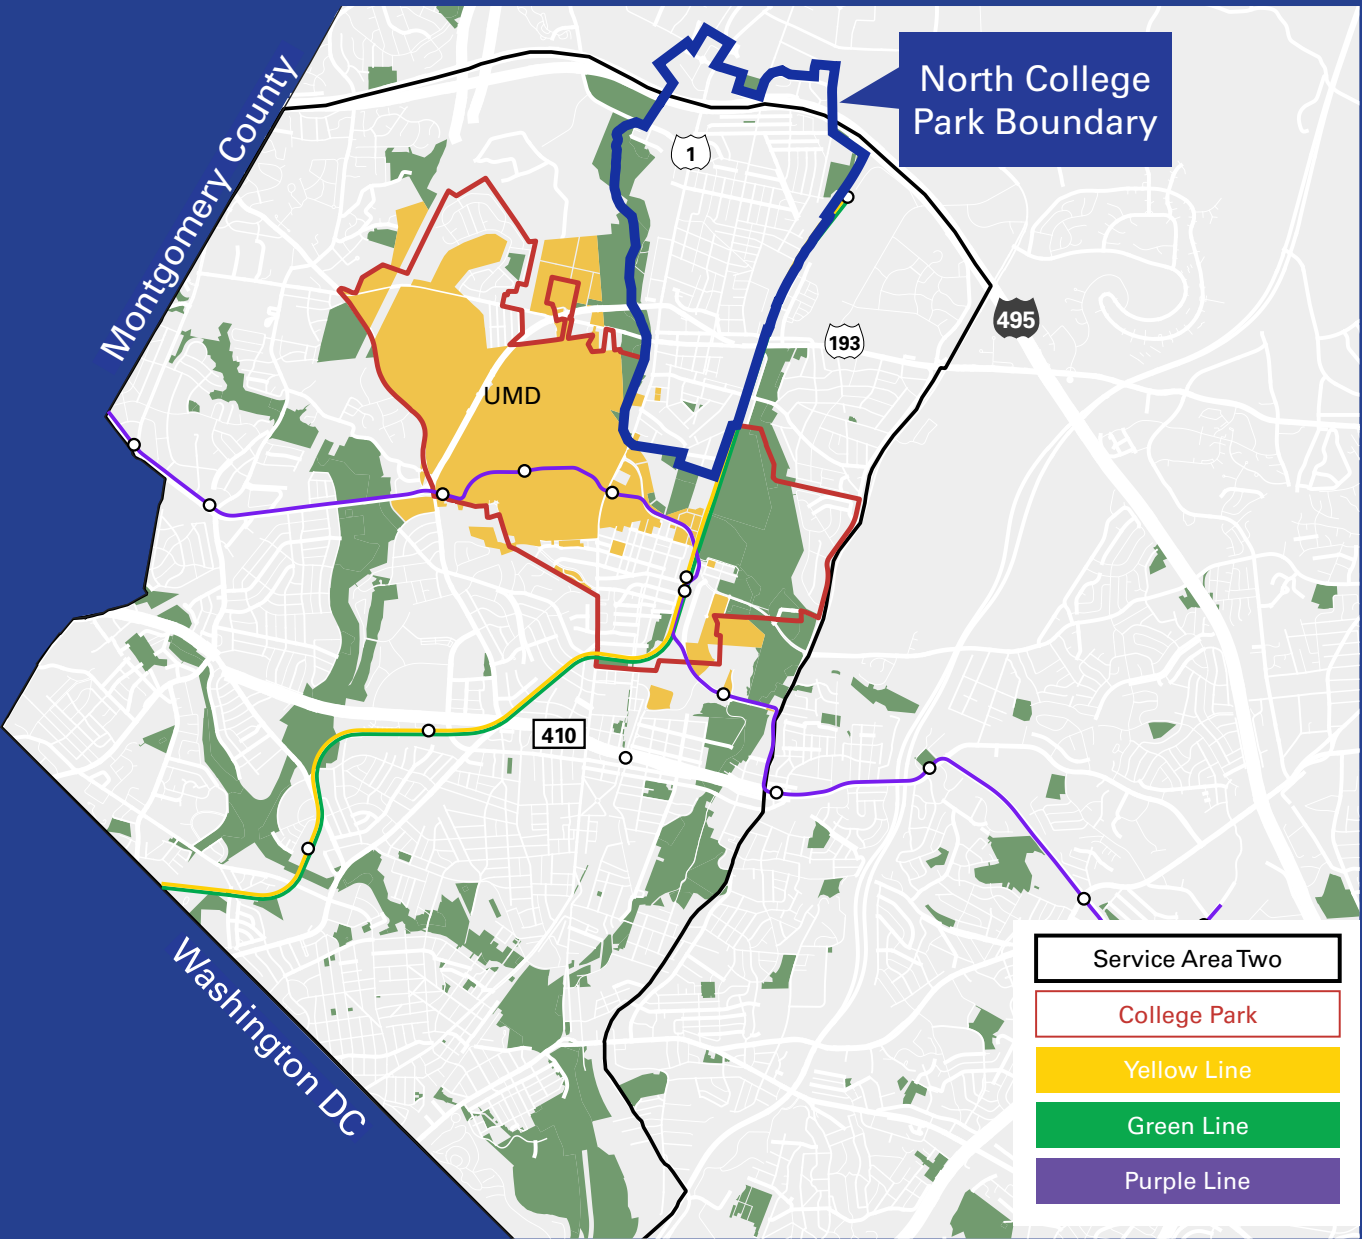 North College
Park Boundary
Montgomery County
1
495
193
UMD
410
Washington DC
Service Area Two
College Park
Yellow Line
Green Line
Purple Line